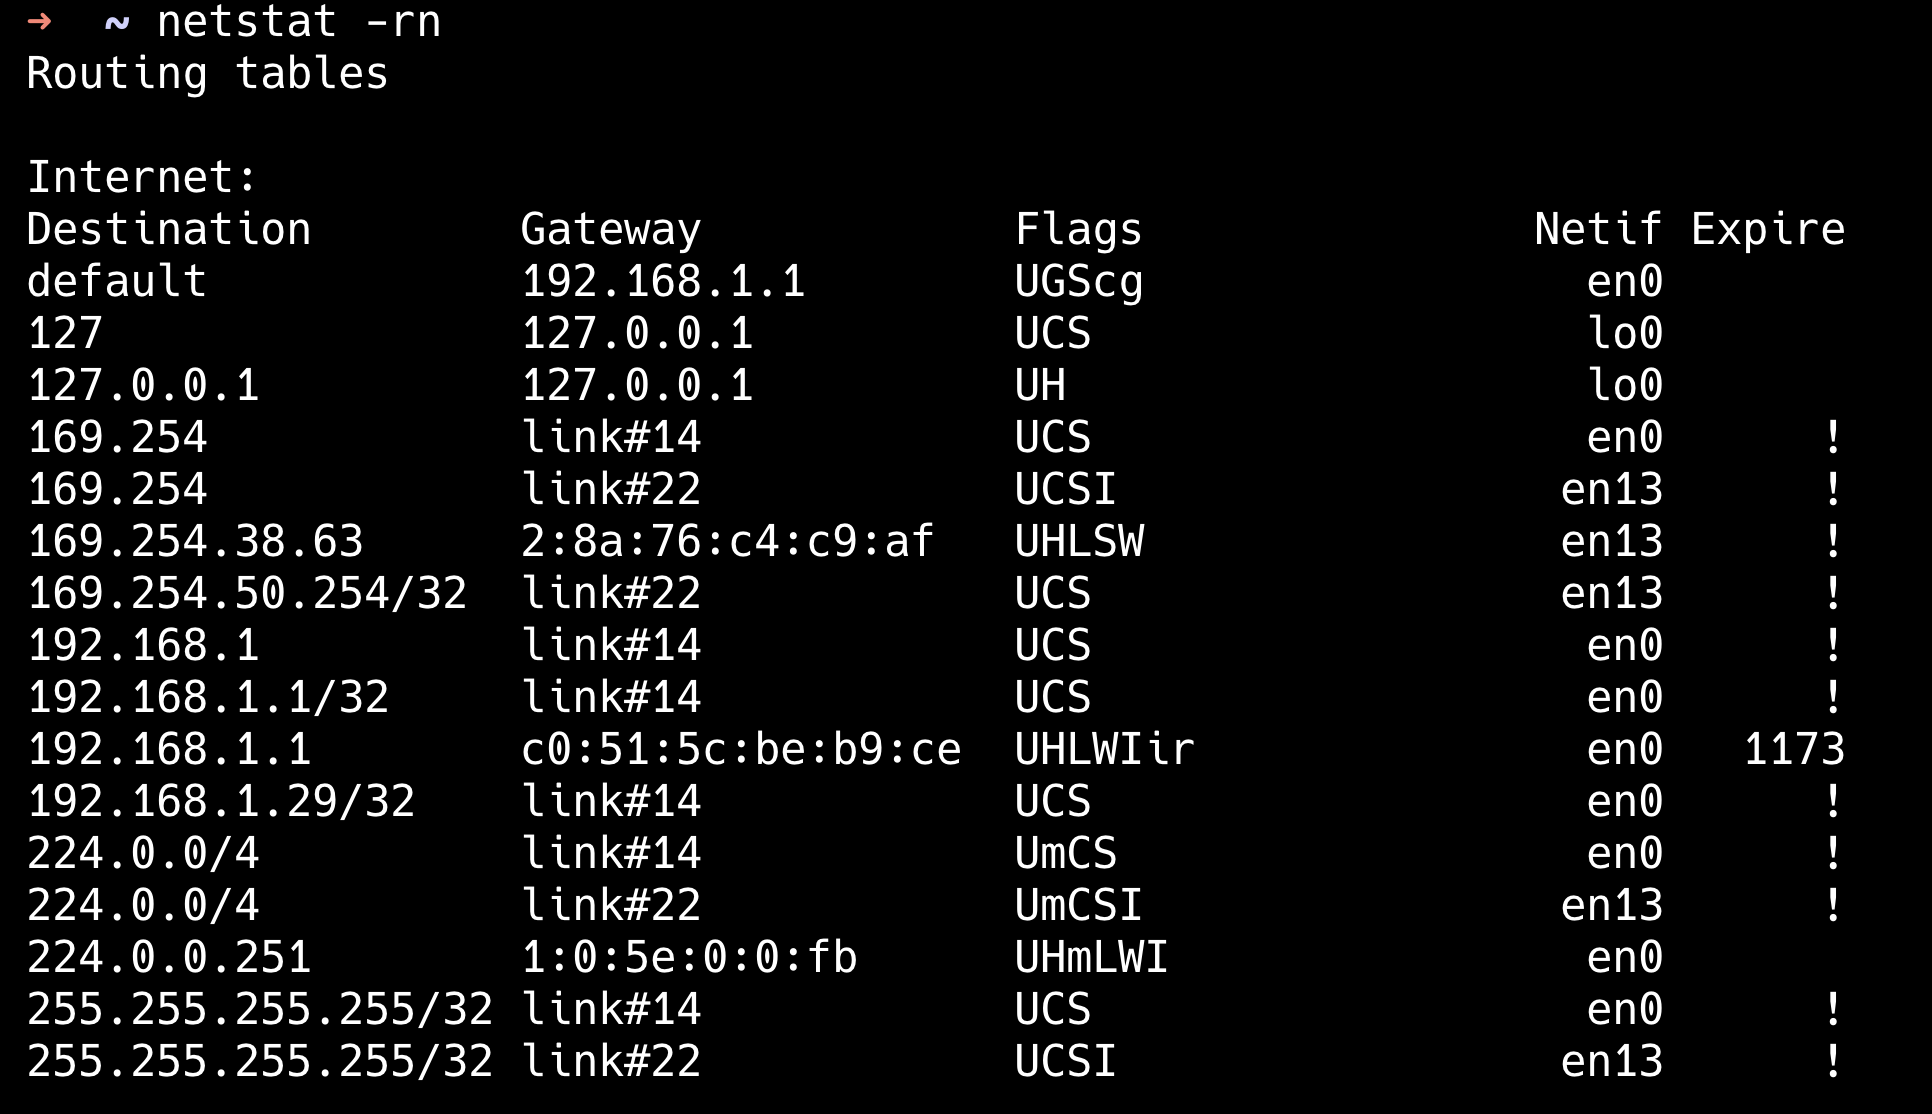 ➜  ~ netstat -rn
Routing tables

Internet:
Destination        Gateway            Flags               Netif Expire
default            192.168.1.1        UGScg                 en0
127                127.0.0.1          UCS                   lo0
127.0.0.1          127.0.0.1          UH                    lo0
169.254            link#14            UCS                   en0      !
169.254            link#22            UCSI                 en13      !
169.254.38.63      2:8a:76:c4:c9:af   UHLSW                en13      !
169.254.50.254/32  link#22            UCS                  en13      !
192.168.1          link#14            UCS                   en0      !
192.168.1.1/32     link#14            UCS                   en0      !
192.168.1.1        c0:51:5c:be:b9:ce  UHLWIir               en0   1173
192.168.1.29/32    link#14            UCS                   en0      !
224.0.0/4          link#14            UmCS                  en0      !
224.0.0/4          link#22            UmCSI                en13      !
224.0.0.251        1:0:5e:0:0:fb      UHmLWI                en0
255.255.255.255/32 link#14            UCS                   en0      !
255.255.255.255/32 link#22            UCSI                 en13      !